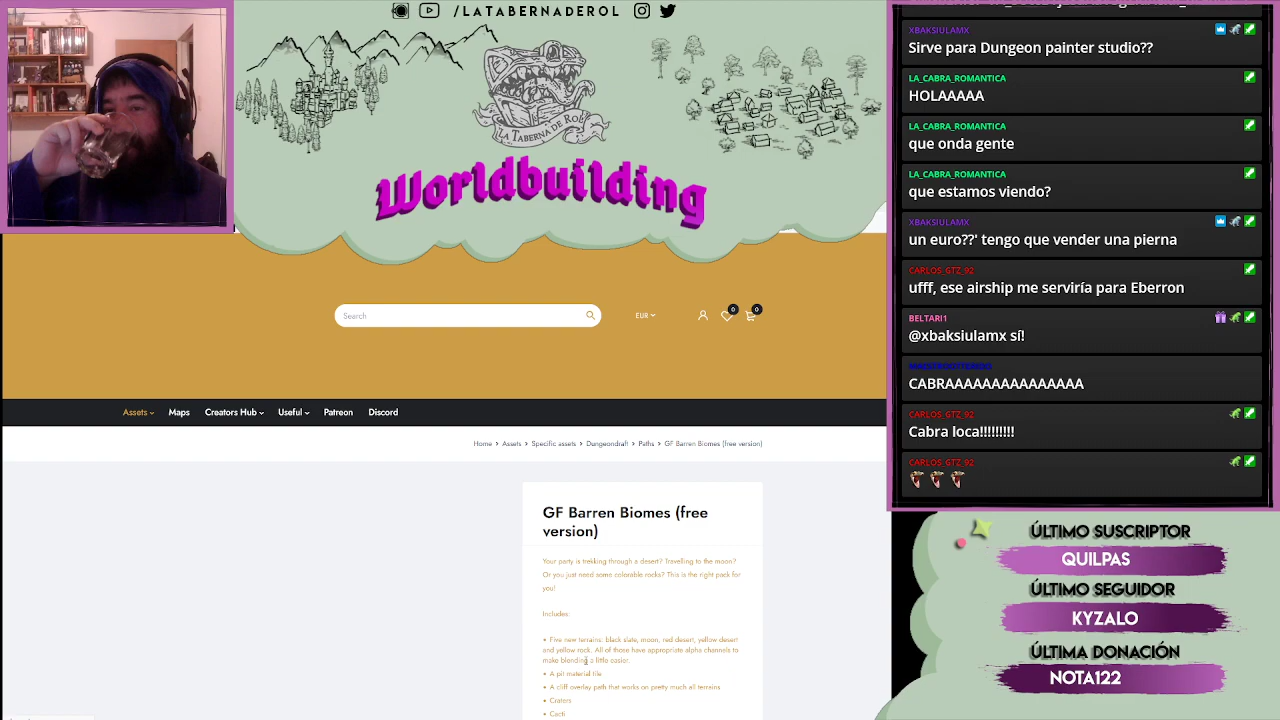 /LATABERNADEROL
LA TABERNA DE ROL
Worldbuilding
Search
EUR
0
0
Assets
Maps
Creators Hub
Useful
Patreon
Discord
Home > Assets > Specific assets > Dungeondraft > Paths > GF Barren Biomes (free version)
GF Barren Biomes (free
version)
Your party is trekking through a desert? Travelling to the moon?
Or you just need some colorable rocks? This is the right pack for
you!
Includes:
• Five new terrains: black slate, moon, red desert, yellow desert
and yellow rock. All of those have appropriate alpha channels to
make blending a little easier.
• A pit material tile
• A cliff overlay path that works on pretty much all terrains
• Craters
• Cacti
XBAKSIULAMX
Sirve para Dungeon painter studio??
LA_CABRA_ROMANTICA
HOLAAAAA
LA_CABRA_ROMANTICA
que onda gente
LA_CABRA_ROMANTICA
que estamos viendo?
XBAKSIULAMX
un euro??' tengo que vender una pierna
CARLOS_GTZ_92
ufff, ese airship me serviría para Eberron
BELTARI1
@xbaksiulamx sí!
CABRAAAAAAAAAAAAAAA
CARLOS_GTZ_92
Cabra loca!!!!!!!!!
CARLOS_GTZ_92
ÚLTIMO SUSCRIPTOR
QUILPAS
ÚLTIMO SEGUIDOR
KYZALO
ÚLTIMA DONACIÓN
NOTA122